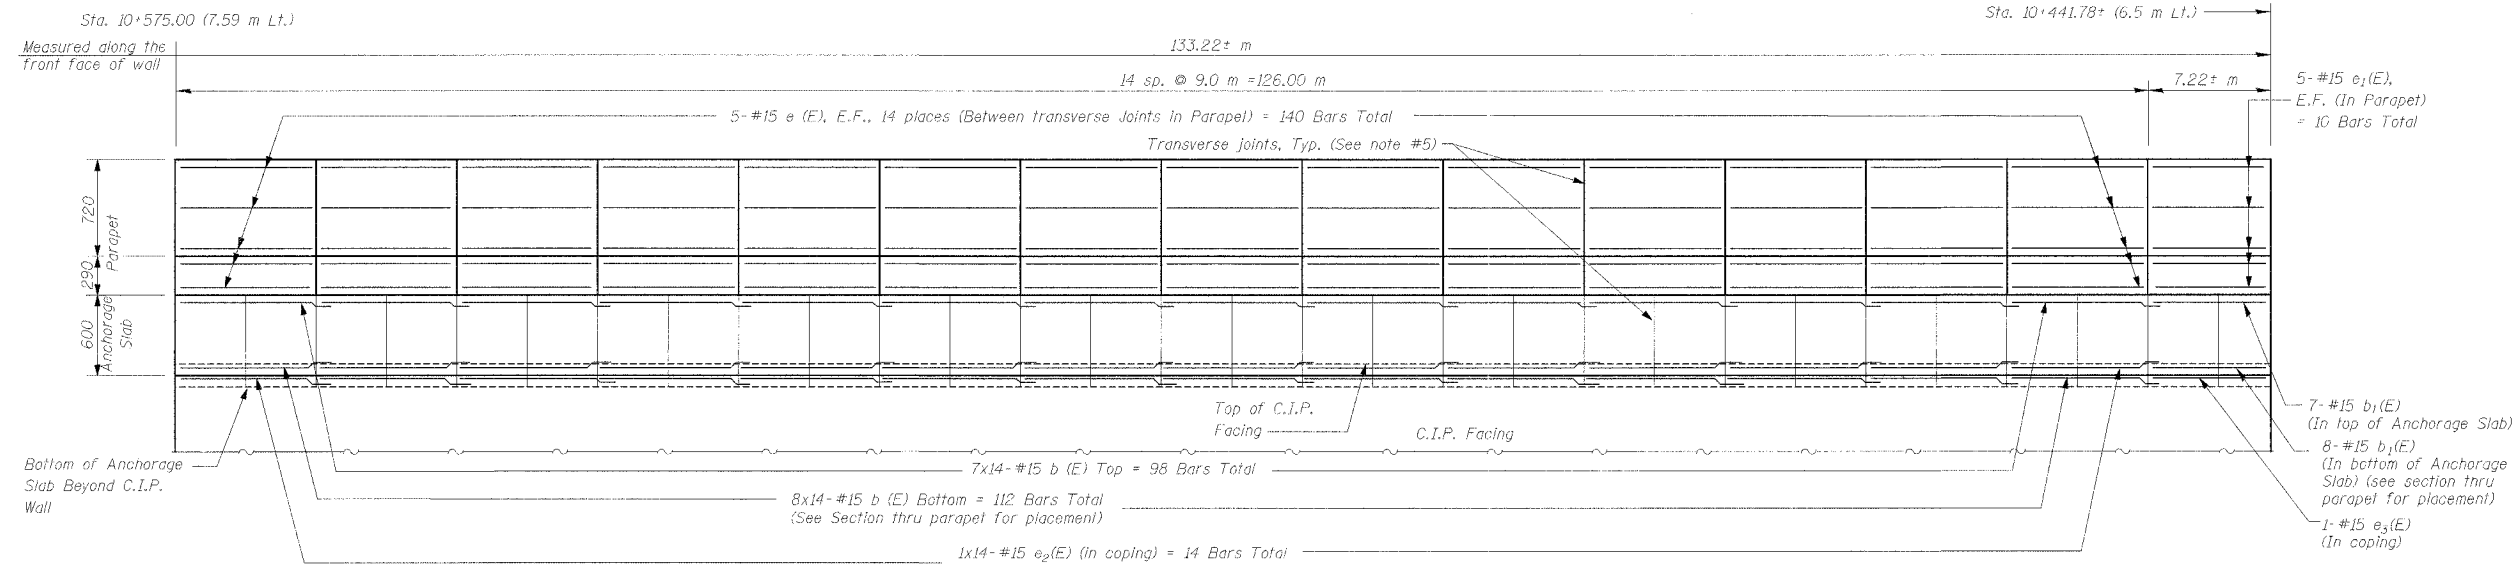 Sta. 10+575.00 (7.59 m Lt.)
Sta. 10+441.78± (6.5 m Lt.)
Measured along the
front face of wall
133.22± m
14 sp. @ 9.0 m =126.00 m
7.22± m
5-#15 e1(E),
E.F. (In Parapet)
= 10 Bars Total
5-#15 e (E), E.F., 14 places (Between transverse Joints in Parapet) = 140 Bars Total
Transverse joints, Typ. (See note #5)
720
290
Parapet
600
Anchorage
Slab
Top of C.I.P.
Facing
C.I.P. Facing
7-#15 b1(E)
(In top of Anchorage Slab)
8-#15 b1(E)
(In bottom of Anchorage
Slab) (see section thru
parapet for placement)
1-#15 e3(E)
(In coping)
Bottom of Anchorage
Slab Beyond C.I.P.
Wall
7x14-#15 b (E) Top = 98 Bars Total
8x14-#15 b (E) Bottom = 112 Bars Total
(See Section thru parapet for placement)
1x14-#15 e2(E) (in coping) = 14 Bars Total